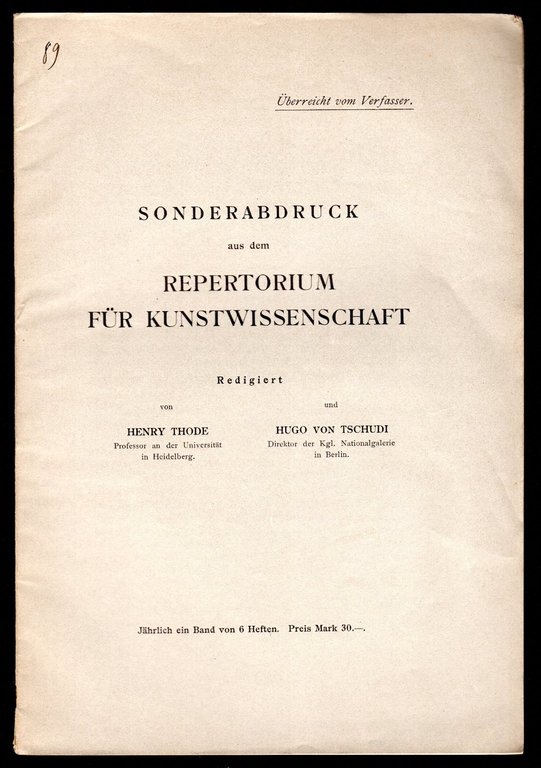 89
Überreicht vom Verfasser.
SONDERABDRUCK
aus dem
REPERTORIUM
FÜR KUNSTWISSENSCHAFT
Redigiert
von
HENRY THODE
Professor an der Universität
in Heidelberg.
und
HUGO VON TSCHUDI
Direktor der Kgl. Nationalgalerie
in Berlin.
Jährlich ein Band von 6 Heften. Preis Mark 30.—.